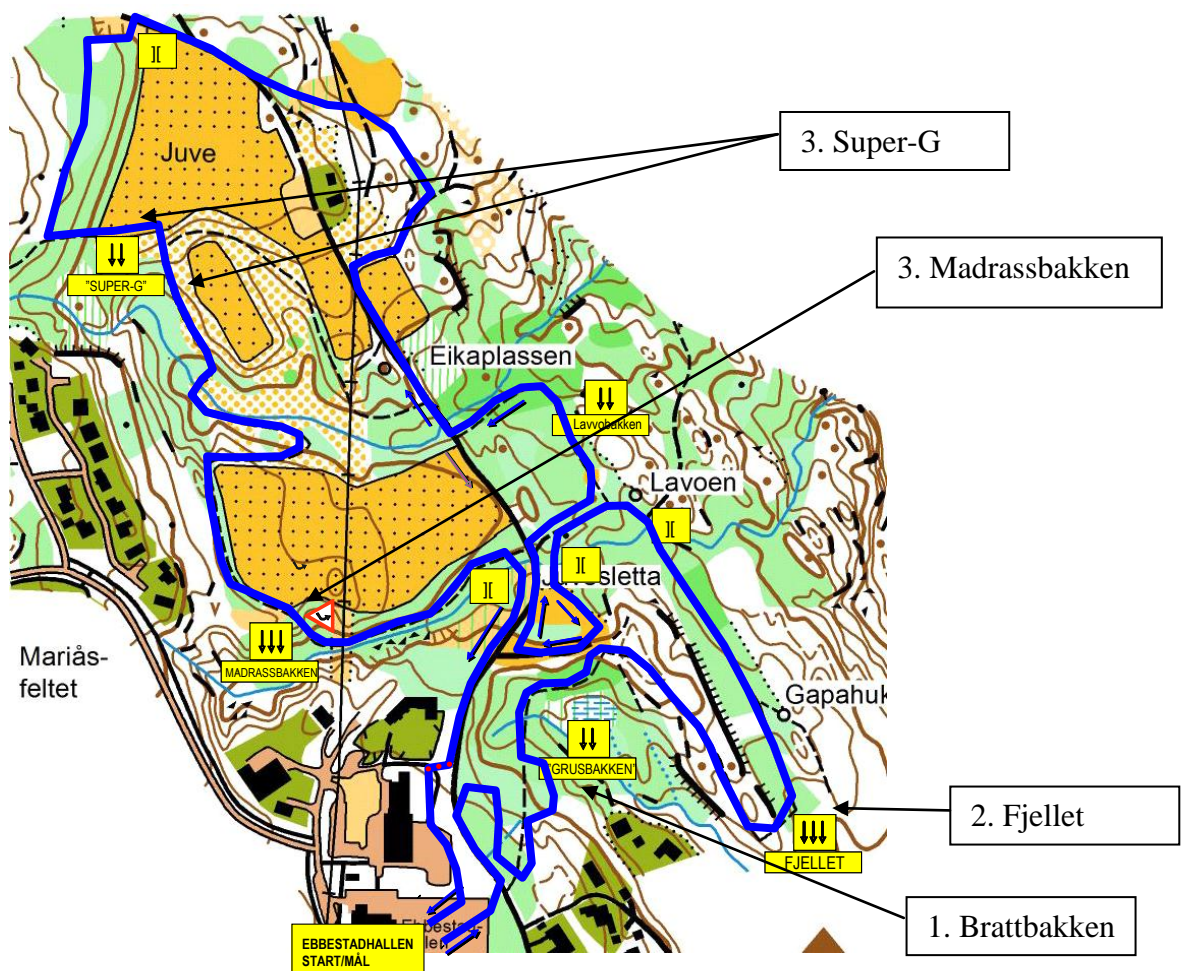 ][
Juve
3. Super-G
"SUPER-G"
3. Madrassbakken
Eikaplassen
Lavvobakken
Lavoen
][
][
][
MADRASSBAKKEN
Mariås-
feltet
Gapahuk
"GRUSBAKKEN"
2. Fjellet
FJELLET
1. Brattbakken
EBBESTADHALLEN
START/MÅL